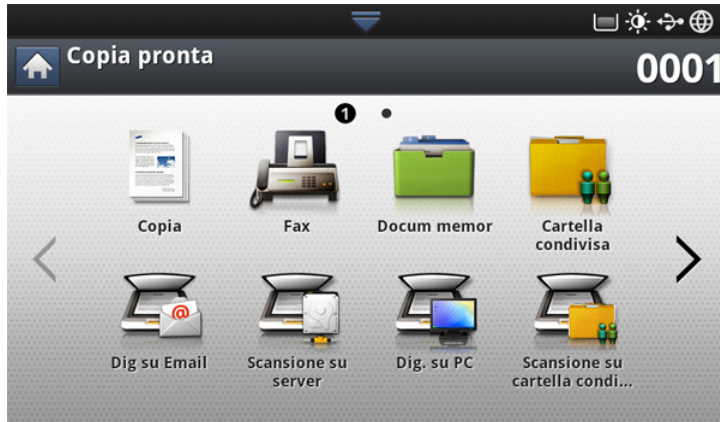 Copia pronta
0001
1
Copia
Fax
Docum memor
Cartella
condivisa
@
Dig su Email
Scansione su
server
Dig. su PC
Scansione su
cartella condi...